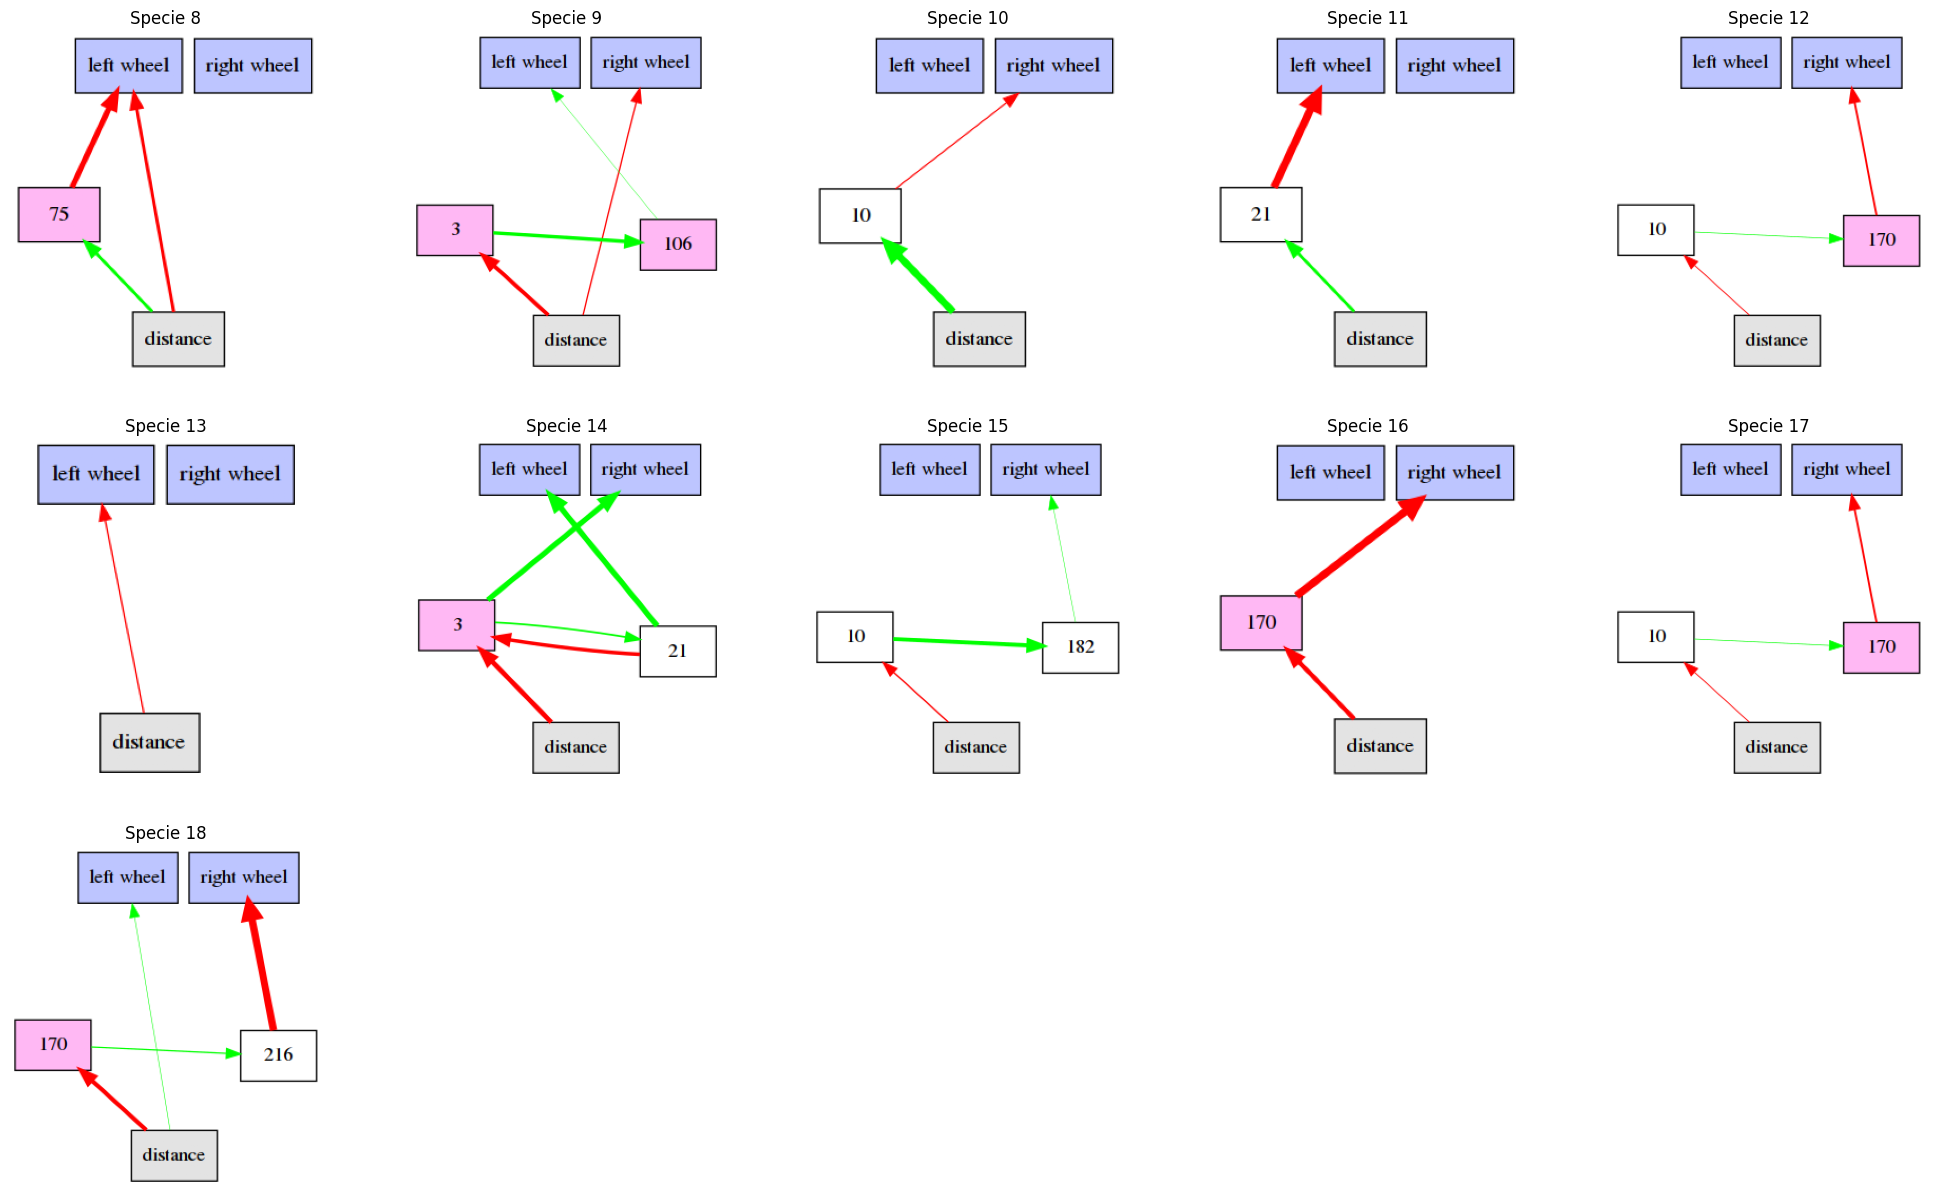 Specie 8
left wheel
right wheel
75
distance
Specie 9
left wheel
right wheel
3
106
distance
Specie 10
left wheel
right wheel
10
distance
Specie 11
left wheel
right wheel
21
distance
Specie 12
left wheel
right wheel
10
170
distance
Specie 13
left wheel
right wheel
distance
Specie 14
left wheel
right wheel
3
21
distance
Specie 15
left wheel
right wheel
10
182
distance
Specie 16
left wheel
right wheel
170
distance
Specie 17
left wheel
right wheel
10
170
distance
Specie 18
left wheel
right wheel
170
216
distance